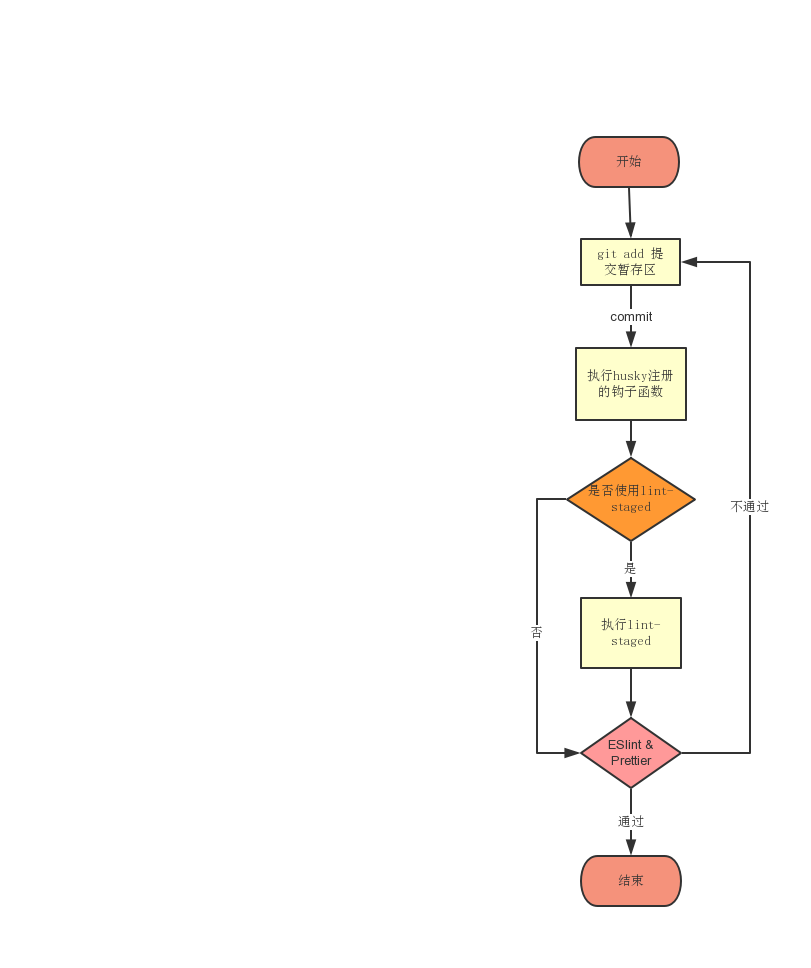 开始
git add 提
交暂存区
commit
执行husky注册
的钩子函数
是否使用lint-
staged
不通过
是
执行lint-
staged
否
ESlint &
Prettier
通过
结束